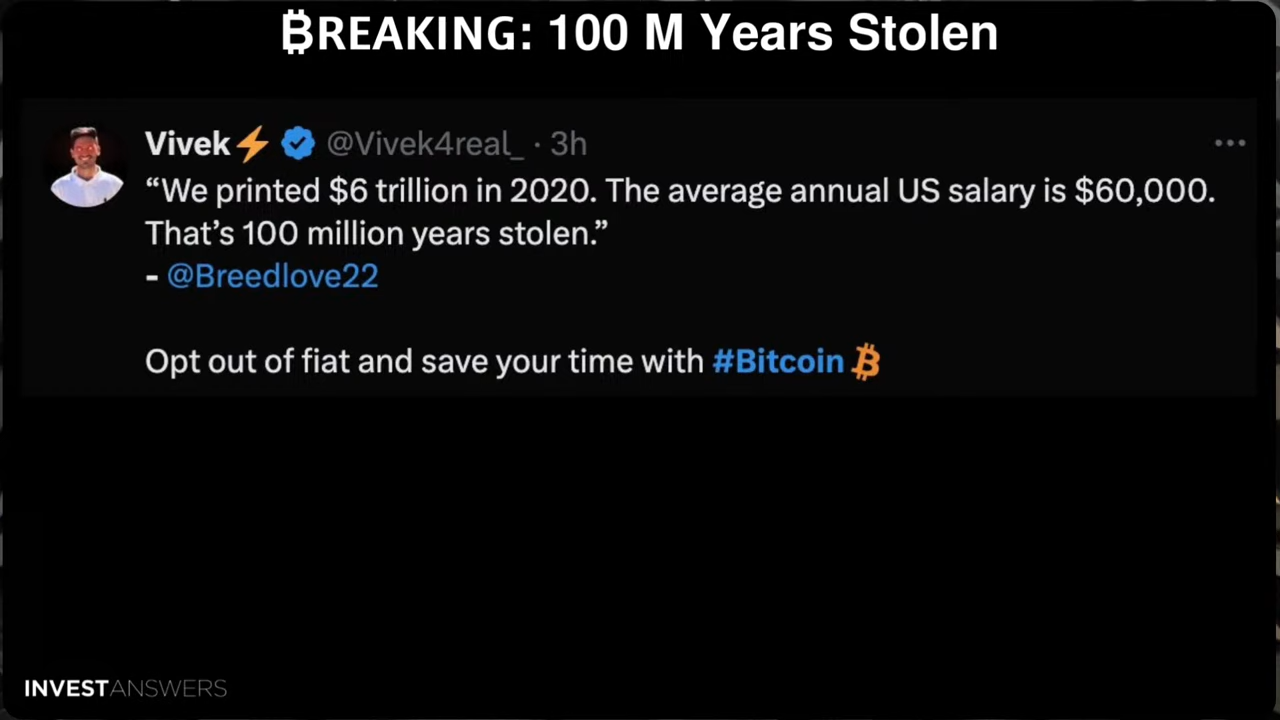 ₿REAKING: 100 M Years Stolen
Vivek⚡ @Vivek4real_ · 3h
“We printed $6 trillion in 2020. The average annual US salary is $60,000.
That’s 100 million years stolen.”
- @Breedlove22
Opt out of fiat and save your time with #Bitcoin ₿
INVESTANSWERS